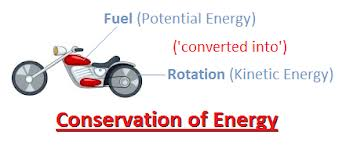 Fuel (Potential Energy)
('converted into')
Rotation (Kinetic Energy)
Conservation of Energy